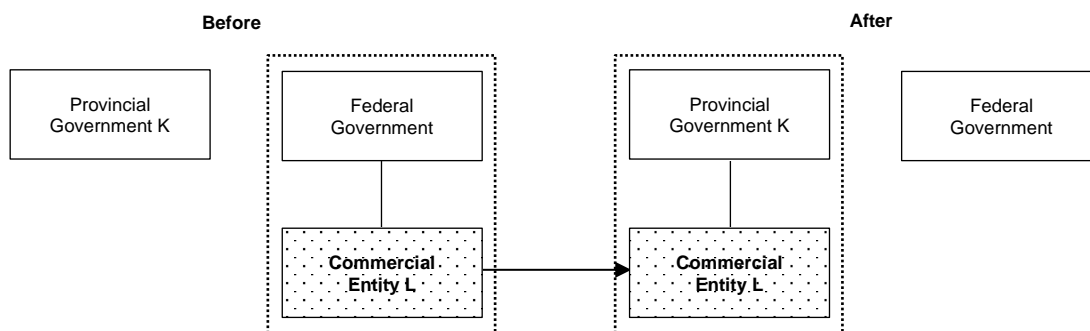 Before
After
Provincial
Government K
Federal
Government
Provincial
Government K
Federal
Government
Commercial
Entity L
Commercial
Entity L